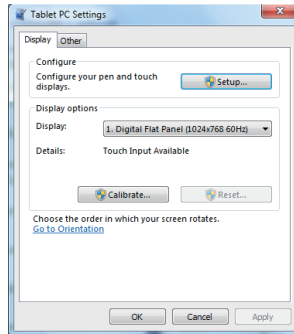 Tablet PC Settings
Display Other
Configure
Configure your pen and touch
displays.
Setup...
Display options
Display: 1. Digital Flat Panel (1024x768 60Hz)
Details: Touch Input Available
Calibrate... Reset...
Choose the order in which your screen rotates.
Go to Orientation
OK Cancel Apply